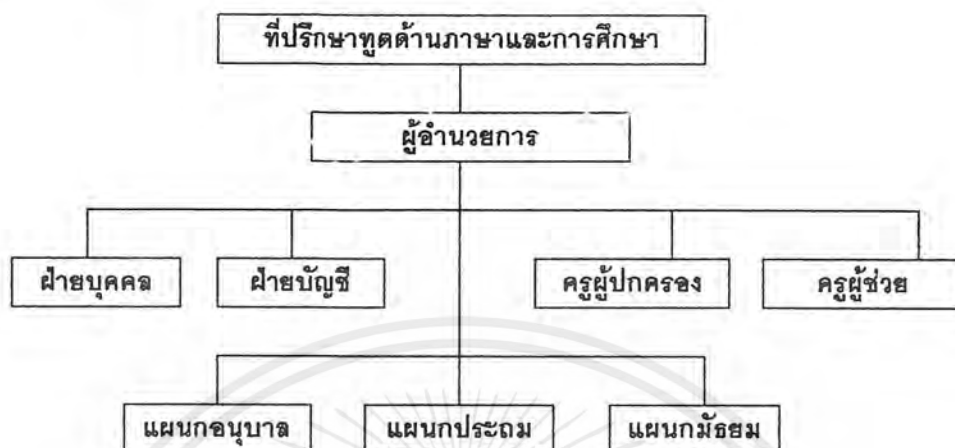 ที่ปรึกษาทูตด้านภาษาและการศึกษา
ผู้อำนวยการ
ฝ่ายบุคคล
ฝ่ายบัญชี
ครูผู้ปกครอง
ครูผู้ช่วย
แผนกอนุบาล
แผนกประถม
แผนกมัธยม